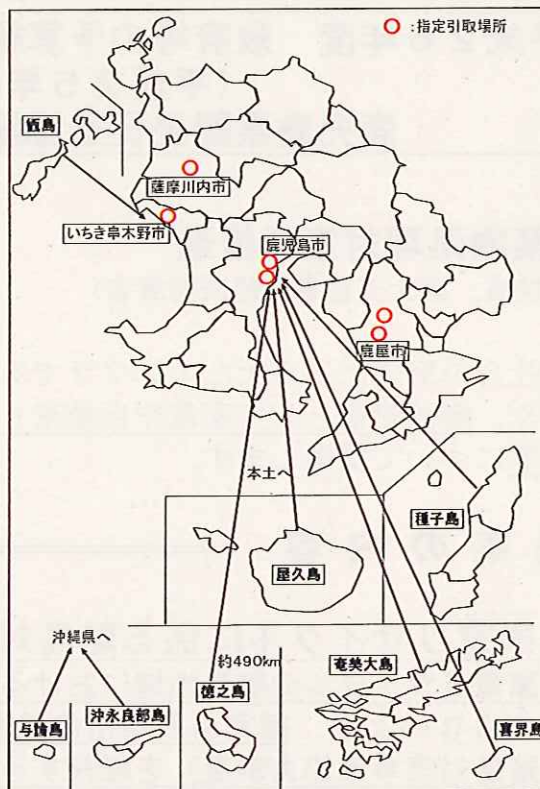 ○ :指定引取場所
甑島
薩摩川内市
いちき串木野市
鹿児島市
鹿屋市
本土へ
種子島
屋久島
沖縄県へ
約490km
奄美大島
徳之島
与論島
沖永良部島
喜界島